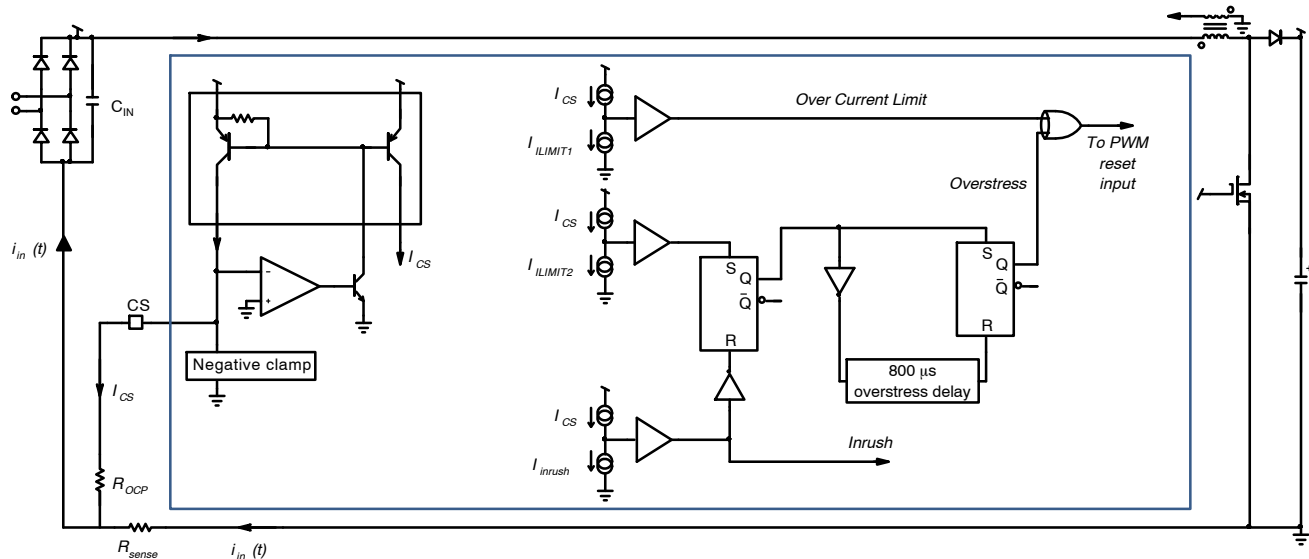 C_IN
i_in (t)
CS
I_CS
R_OCP
R_sense
i_in (t)
I_CS
Negative clamp
-
+
I_CS
I_ILIMIT1
Over Current Limit
To PWM
reset
input
Overstress
I_CS
I_ILIMIT2
S
Q
Q̅
R
S
Q
Q̅
R
800 μs
overstress delay
I_CS
I_inrush
Inrush
+